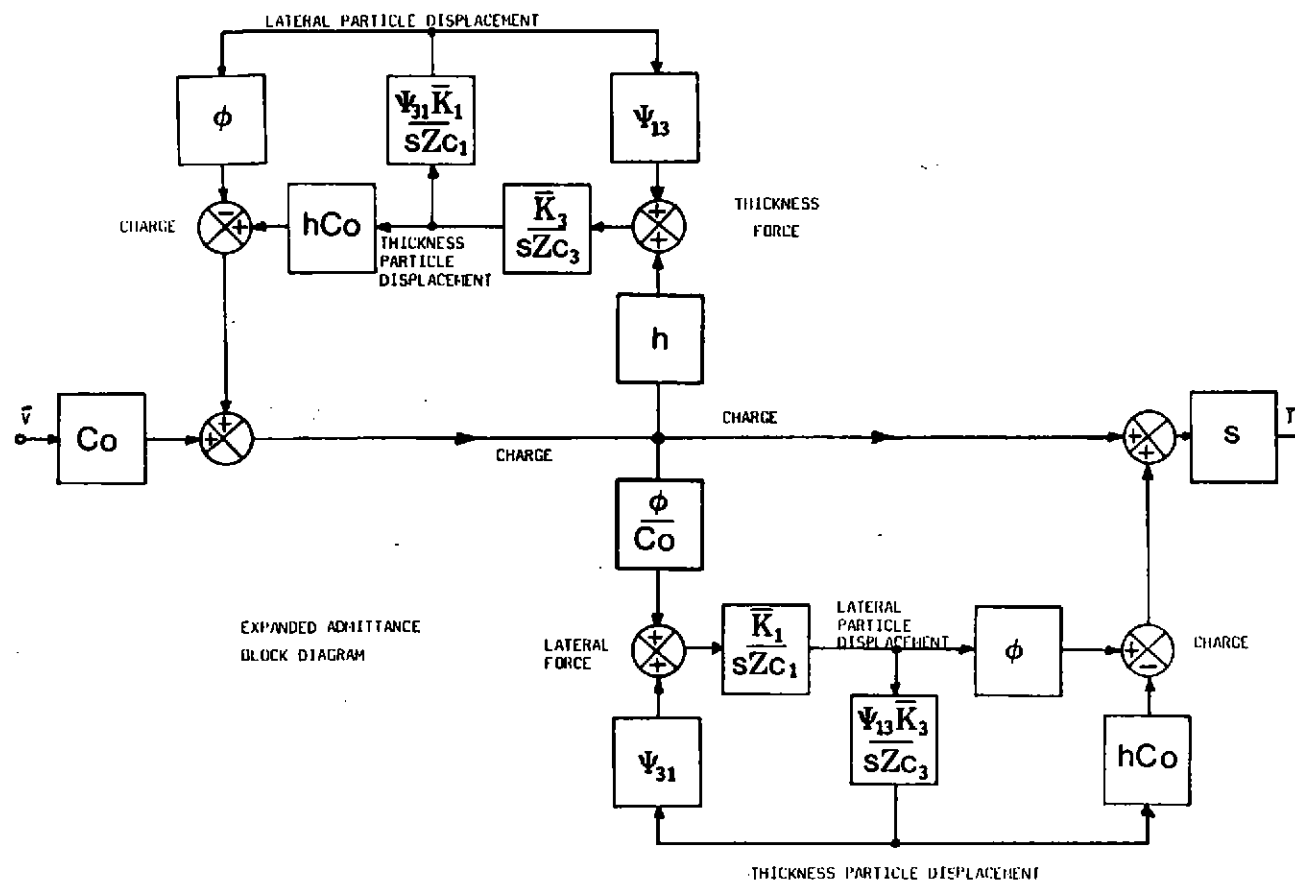 LATERAL PARTICLE DISPLACEMENT
ϕ
Ψ31K̅1
sZc1
Ψ13
CHARGE
−
+
hCo
THICKNESS
PARTICLE
DISPLACEMENT
K̅3
sZc3
+
+
THICKNESS
FORCE
h
v̅
Co
+
+
CHARGE
CHARGE
+
+
s
I̅
ϕ
Co
EXPANDED ADMITTANCE
BLOCK DIAGRAM
LATERAL
FORCE
+
+
K̅1
sZc1
LATERAL
PARTICLE
DISPLACEMENT
ϕ
+
−
CHARGE
Ψ31
Ψ13K̅3
sZc3
hCo
THICKNESS PARTICLE DISPLACEMENT